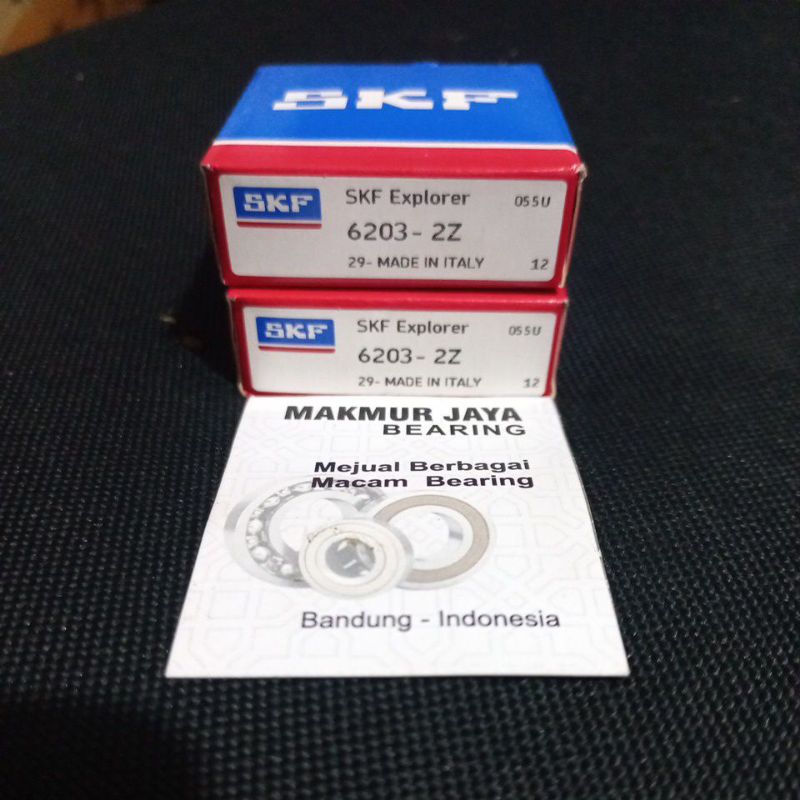 SKF
SKF
SKF Explorer
055U
6203-2Z
29- MADE IN ITALY
12
SKF
SKF Explorer
055U
6203-2Z
29- MADE IN ITALY
12
MAKMUR JAYA
BEARING
Mejual Berbagai
Macam Bearing
Bandung - Indonesia